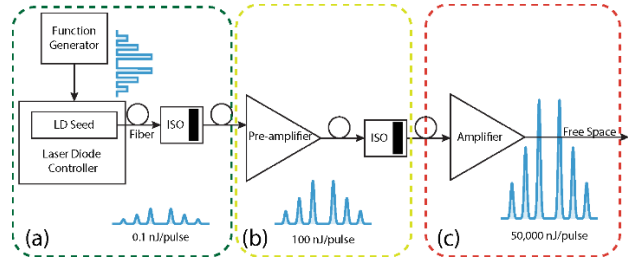 Function
Generator
LD Seed
Laser Diode
Controller
Fiber
ISO
0.1 nJ/pulse
(a)
Pre-amplifier
ISO
100 nJ/pulse
(b)
Amplifier
Free Space
50,000 nJ/pulse
(c)